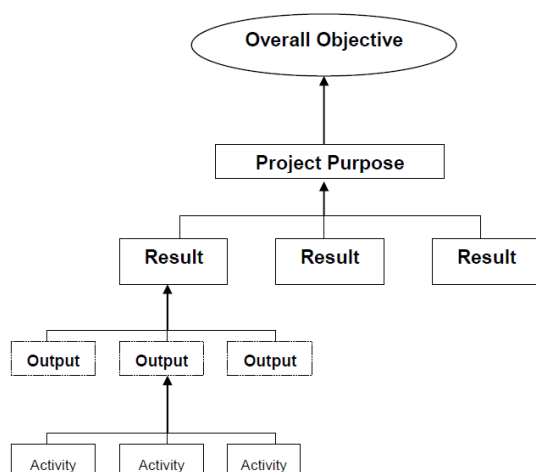 Overall Objective
Project Purpose
Result Result Result
Output Output Output
Activity Activity Activity